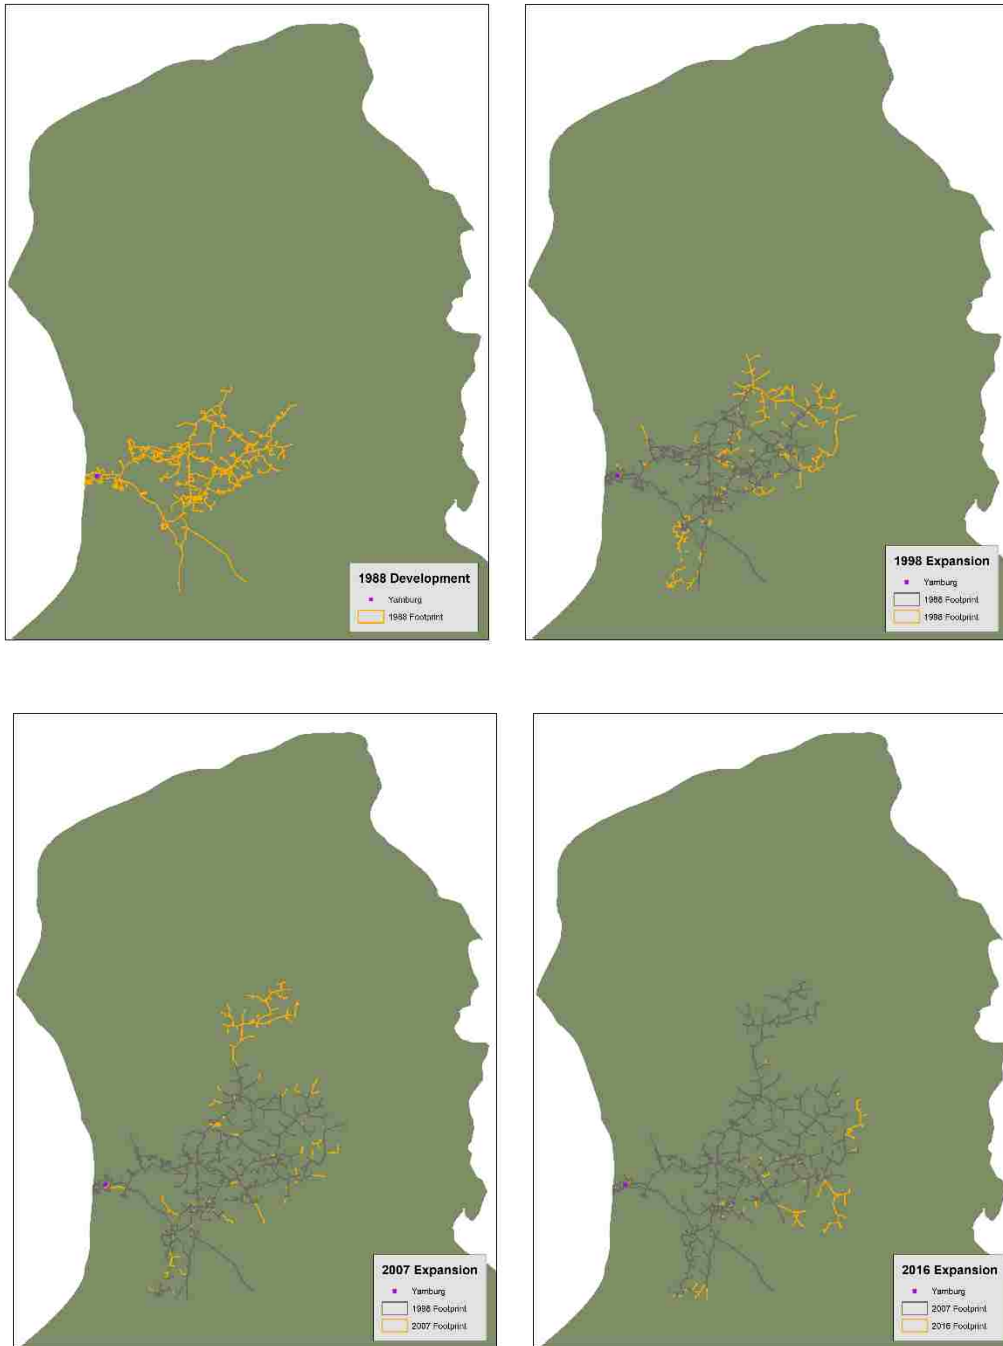 1988 Development
Yamburg
1988 Footprint
1998 Expansion
Yamburg
1988 Footprint
1998 Footprint
2007 Expansion
Yamburg
1998 Footprint
2007 Footprint
2016 Expansion
Yamburg
2007 Footprint
2016 Footprint